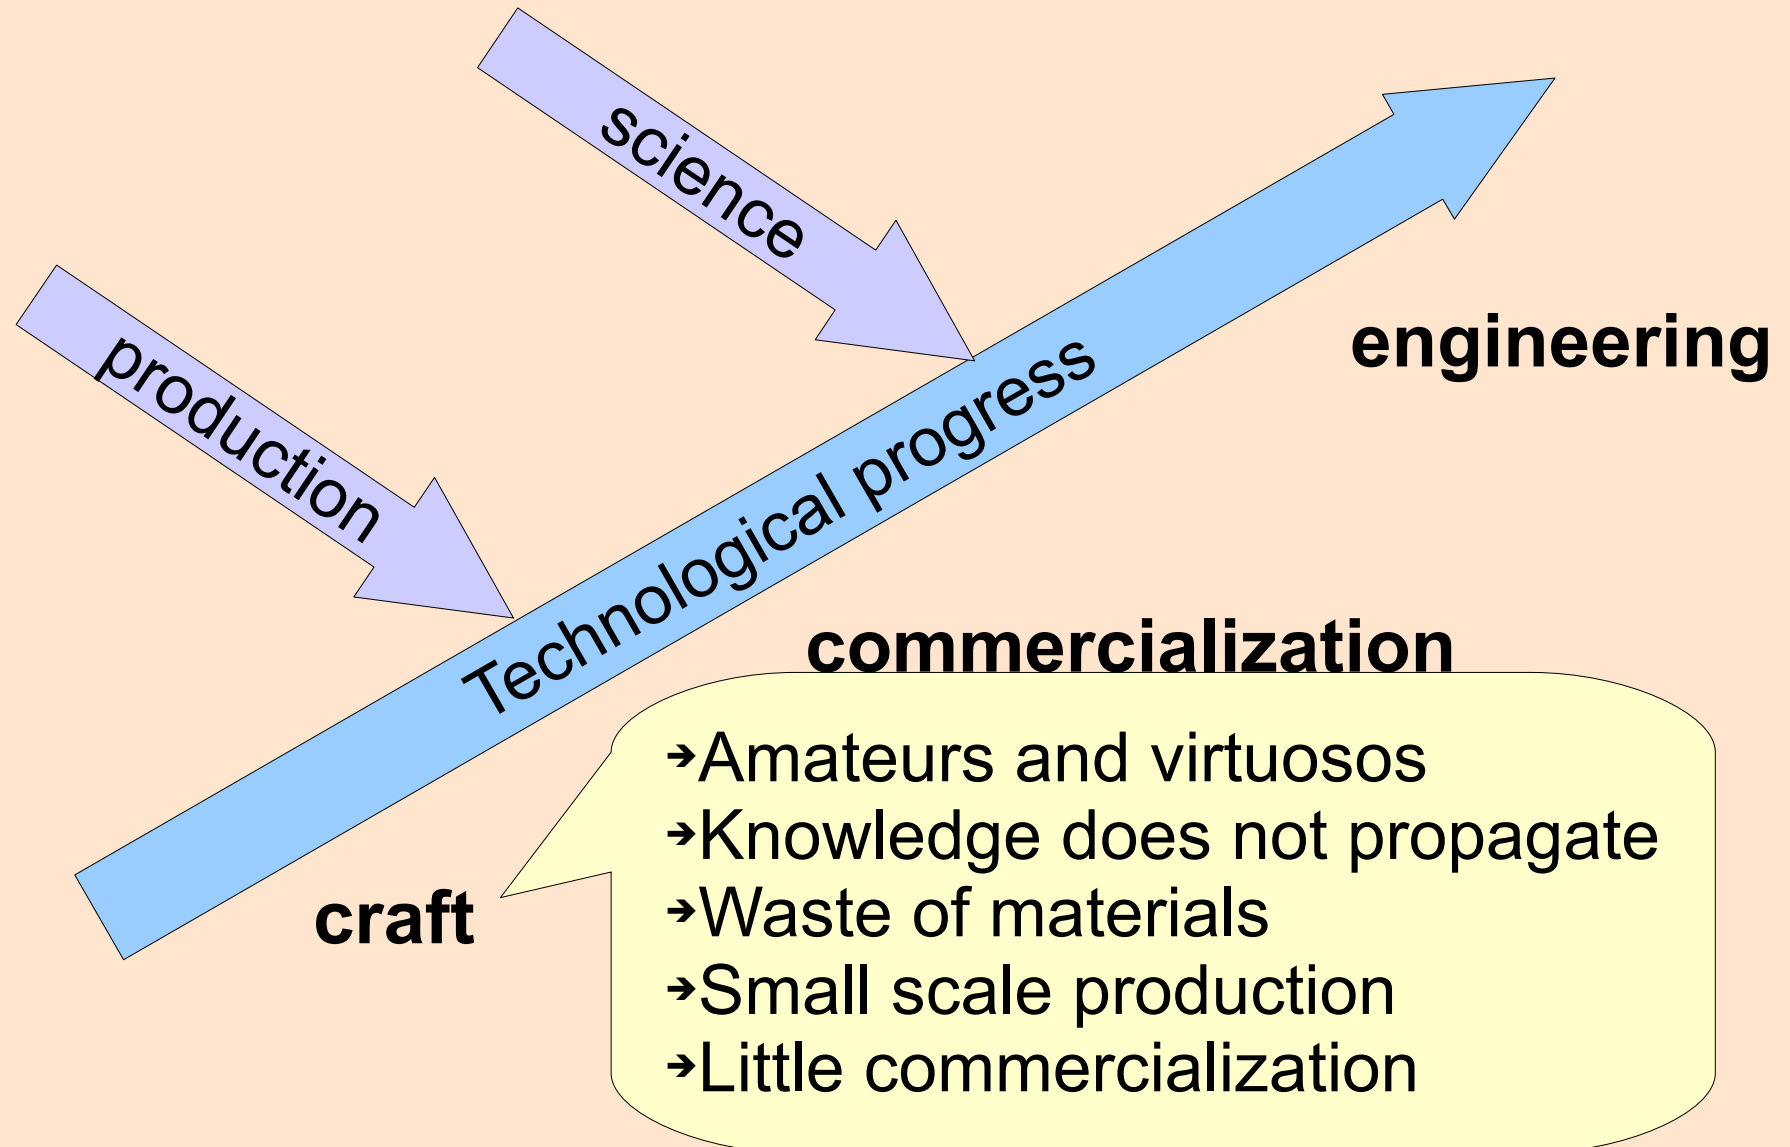 science
production
Technological progress
engineering
commercialization
craft
➔Amateurs and virtuosos
➔Knowledge does not propagate
➔Waste of materials
➔Small scale production
➔Little commercialization